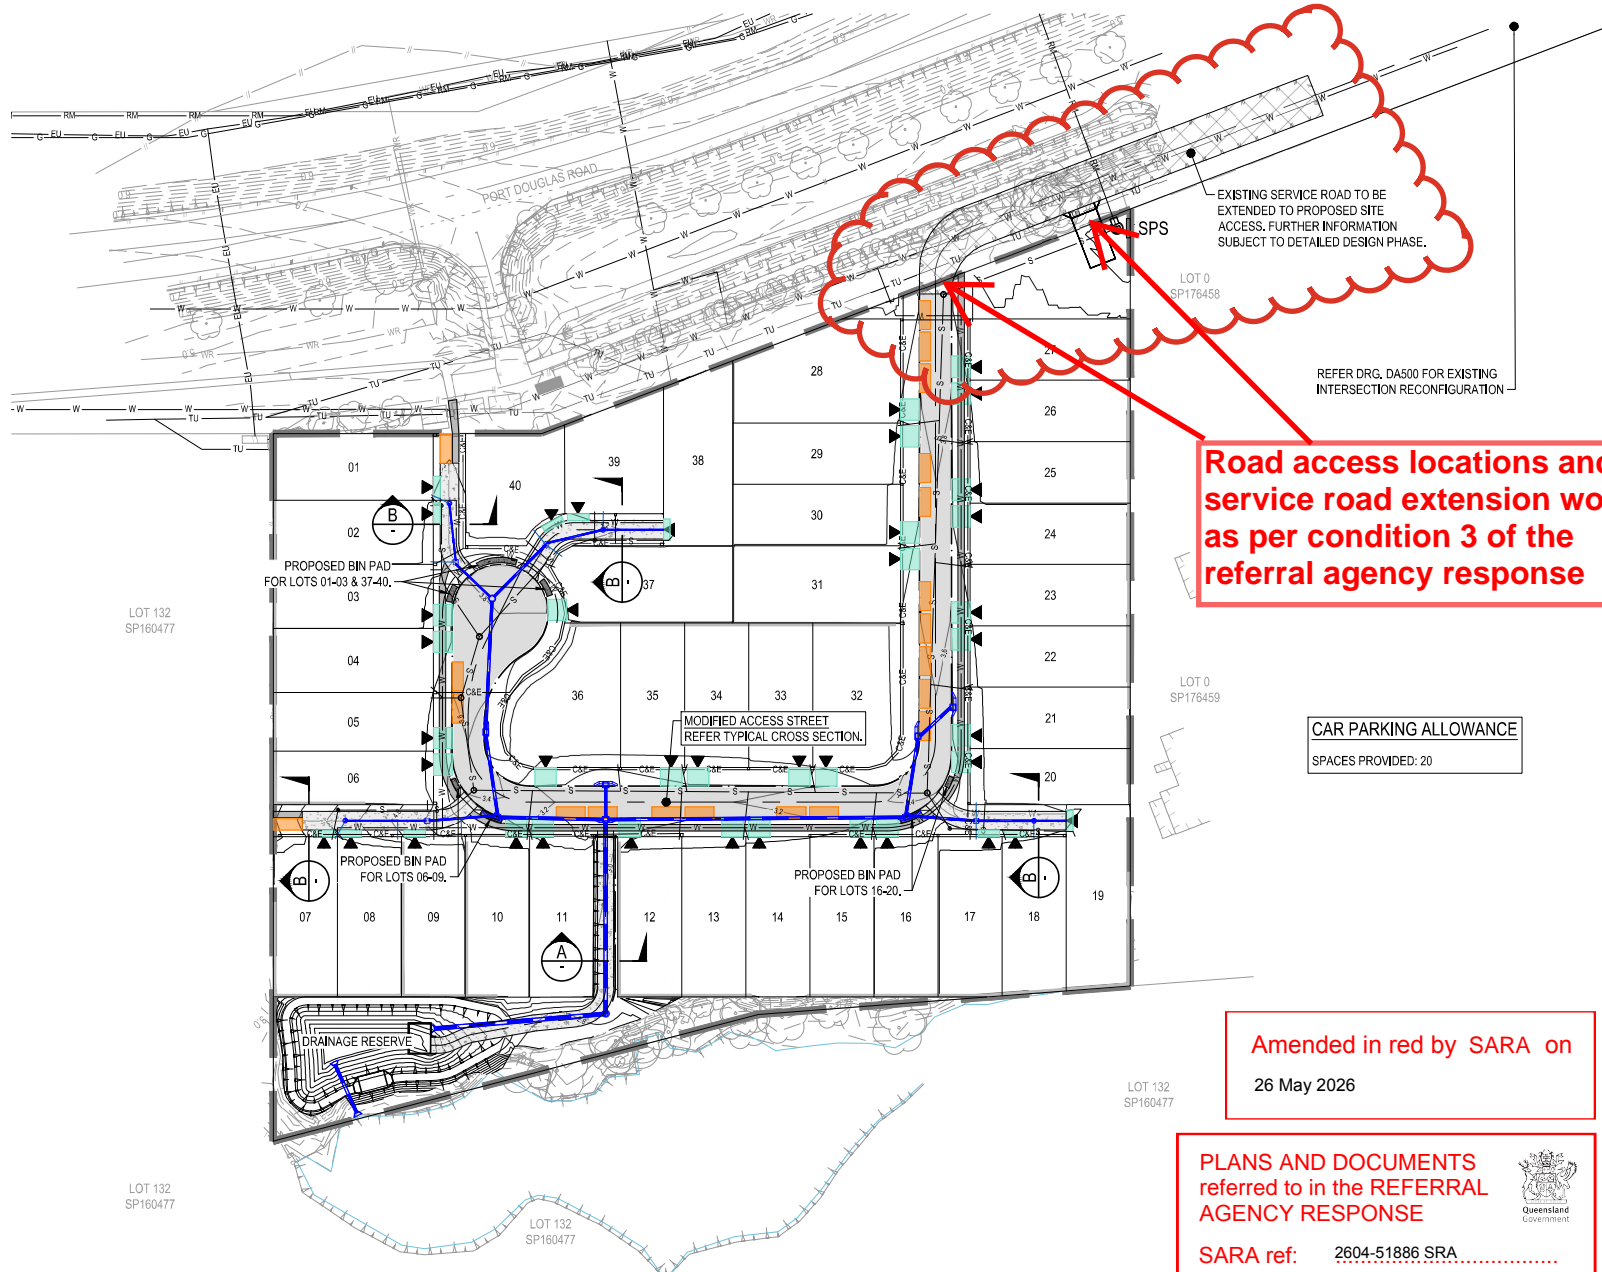 PORT DOUGLAS ROAD
EXISTING SERVICE ROAD TO BE
EXTENDED TO PROPOSED SITE
ACCESS. FURTHER INFORMATION
SUBJECT TO DETAILED DESIGN PHASE.
SPS
LOT 0
SP176458
REFER DRG. DA500 FOR EXISTING
INTERSECTION RECONFIGURATION
Road access locations and
service road extension wo
as per condition 3 of the
referral agency response
27
28
26
29
25
30
24
31
23
22
21
20
01
02
03
04
05
06
40
39
38
37
36
35
34
33
32
B
-
B
-
PROPOSED BIN PAD
FOR LOTS 01-03 & 37-40.
LOT 132
SP160477
MODIFIED ACCESS STREET
REFER TYPICAL CROSS SECTION.
LOT 0
SP176459
CAR PARKING ALLOWANCE
SPACES PROVIDED: 20
PROPOSED BIN PAD
FOR LOTS 06-09.
PROPOSED BIN PAD
FOR LOTS 16-20.
B
-
B
-
07
08
09
10
11
12
13
14
15
16
17
18
19
A
-
DRAINAGE RESERVE
LOT 132
SP160477
LOT 132
SP160477
LOT 132
SP160477
Amended in red by SARA on
26 May 2026
PLANS AND DOCUMENTS
referred to in the REFERRAL
AGENCY RESPONSE
Queensland
Government
SARA ref: 2604-51886 SRA